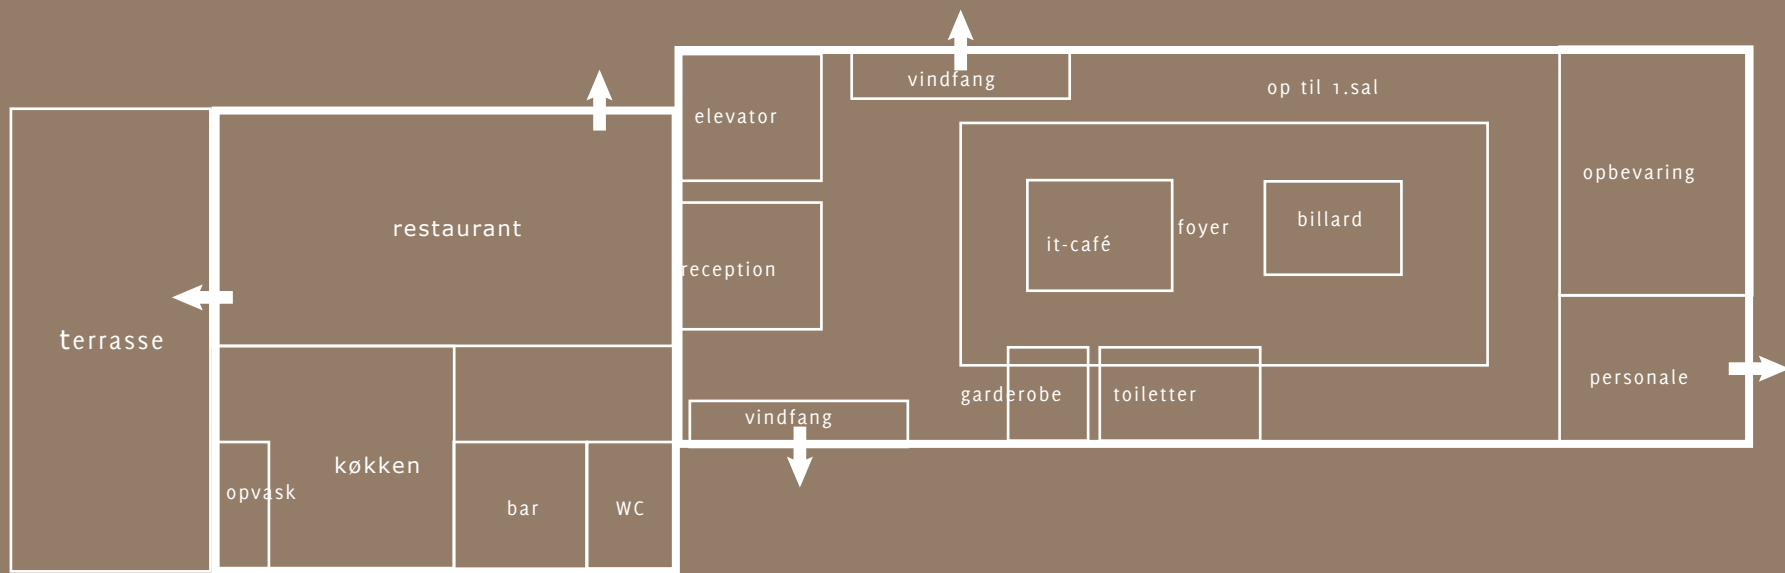 vindfang
op til 1.sal
elevator
opbevaring
restaurant
it-café
foyer
billard
reception
terrasse
personale
garderobe
toiletter
vindfang
køkken
opvask
bar
WC